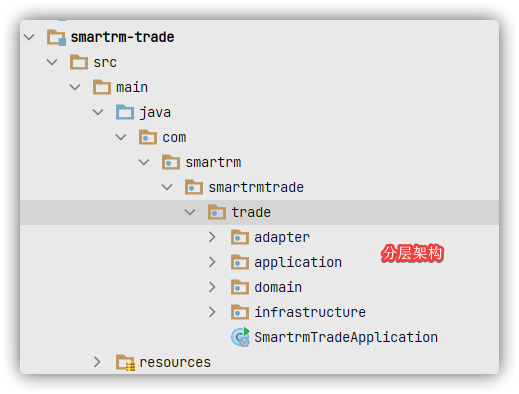 smartrm-trade
src
main
java
com
smartrm
smartrmtrade
trade
adapter
application
分层架构
domain
infrastructure
SmartrmTradeApplication
resources